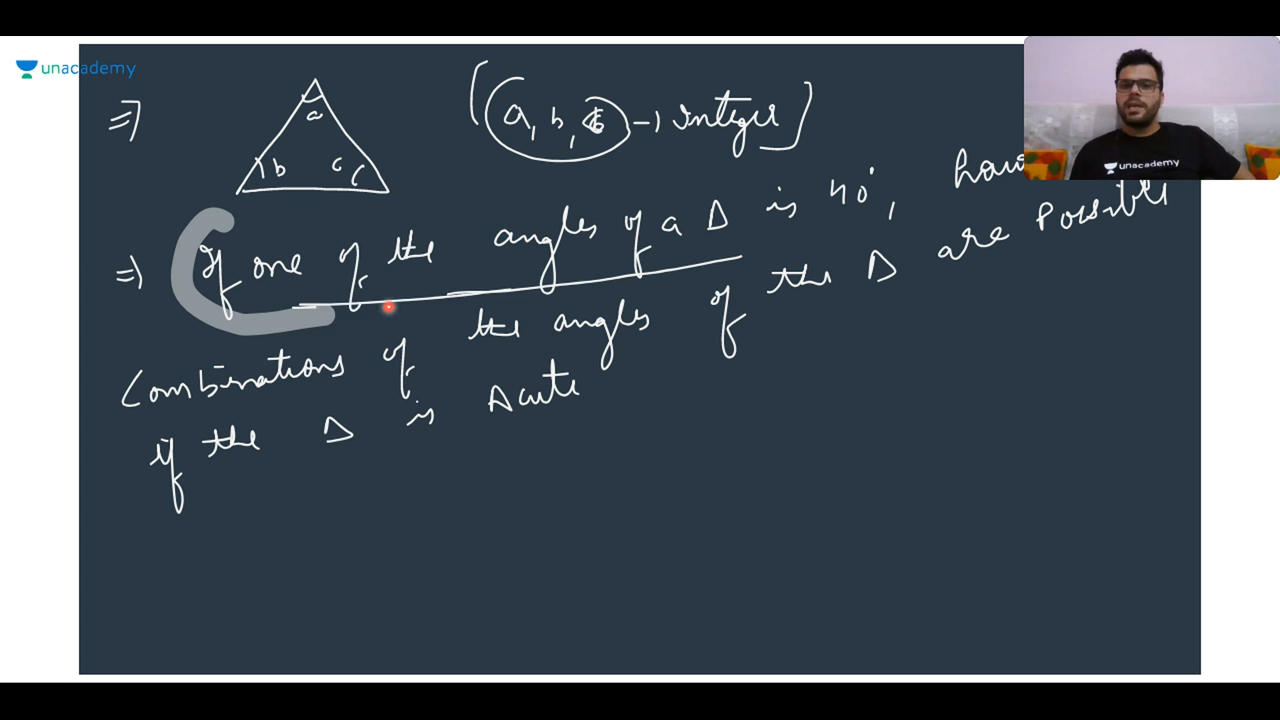 unacademy
⇒)
a
b
c
(a, b, c → integer)
unacademy
⇒) If one of the angles of a Δ is 40°, how
Combinations of the angles of the Δ are Possible
if the Δ is Acute